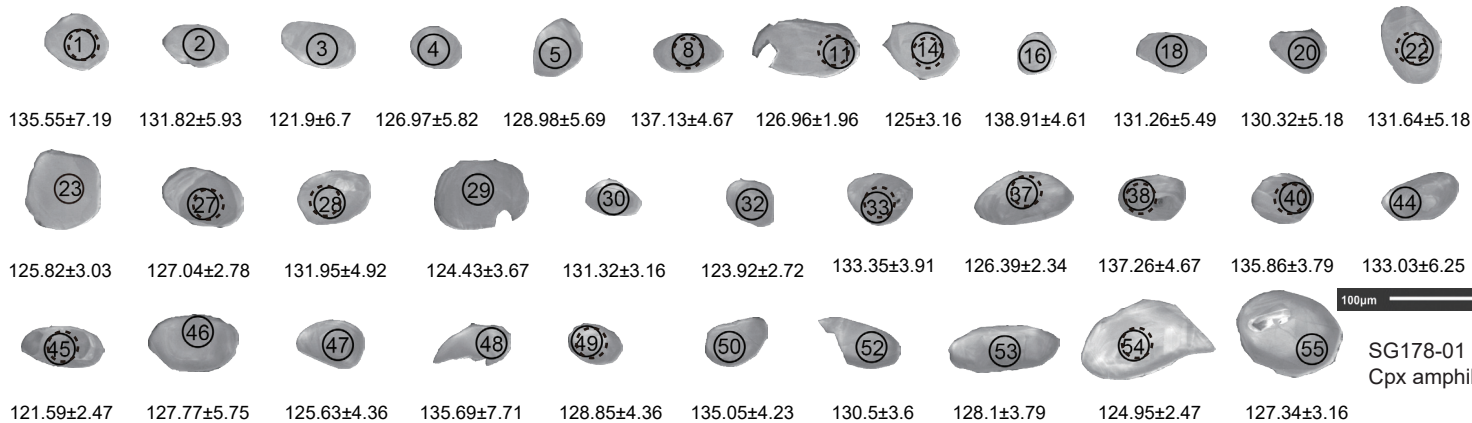 1 2 3 4 5 8 11 14 16 18 20 22
135.55±7.19 131.82±5.93 121.9±6.7 126.97±5.82 128.98±5.69 137.13±4.67 126.96±1.96 125±3.16 138.91±4.61 131.26±5.49 130.32±5.18 131.64±5.18
23 27 28 29 30 32 33 37 38 40 44
125.82±3.03 127.04±2.78 131.95±4.92 124.43±3.67 131.32±3.16 123.92±2.72 133.35±3.91 126.39±2.34 137.26±4.67 135.86±3.79 133.03±6.25
100μm
45 46 47 48 49 50 52 53 54 55
SG178-01
Cpx amphil
121.59±2.47 127.77±5.75 125.63±4.36 135.69±7.71 128.85±4.36 135.05±4.23 130.5±3.6 128.1±3.79 124.95±2.47 127.34±3.16